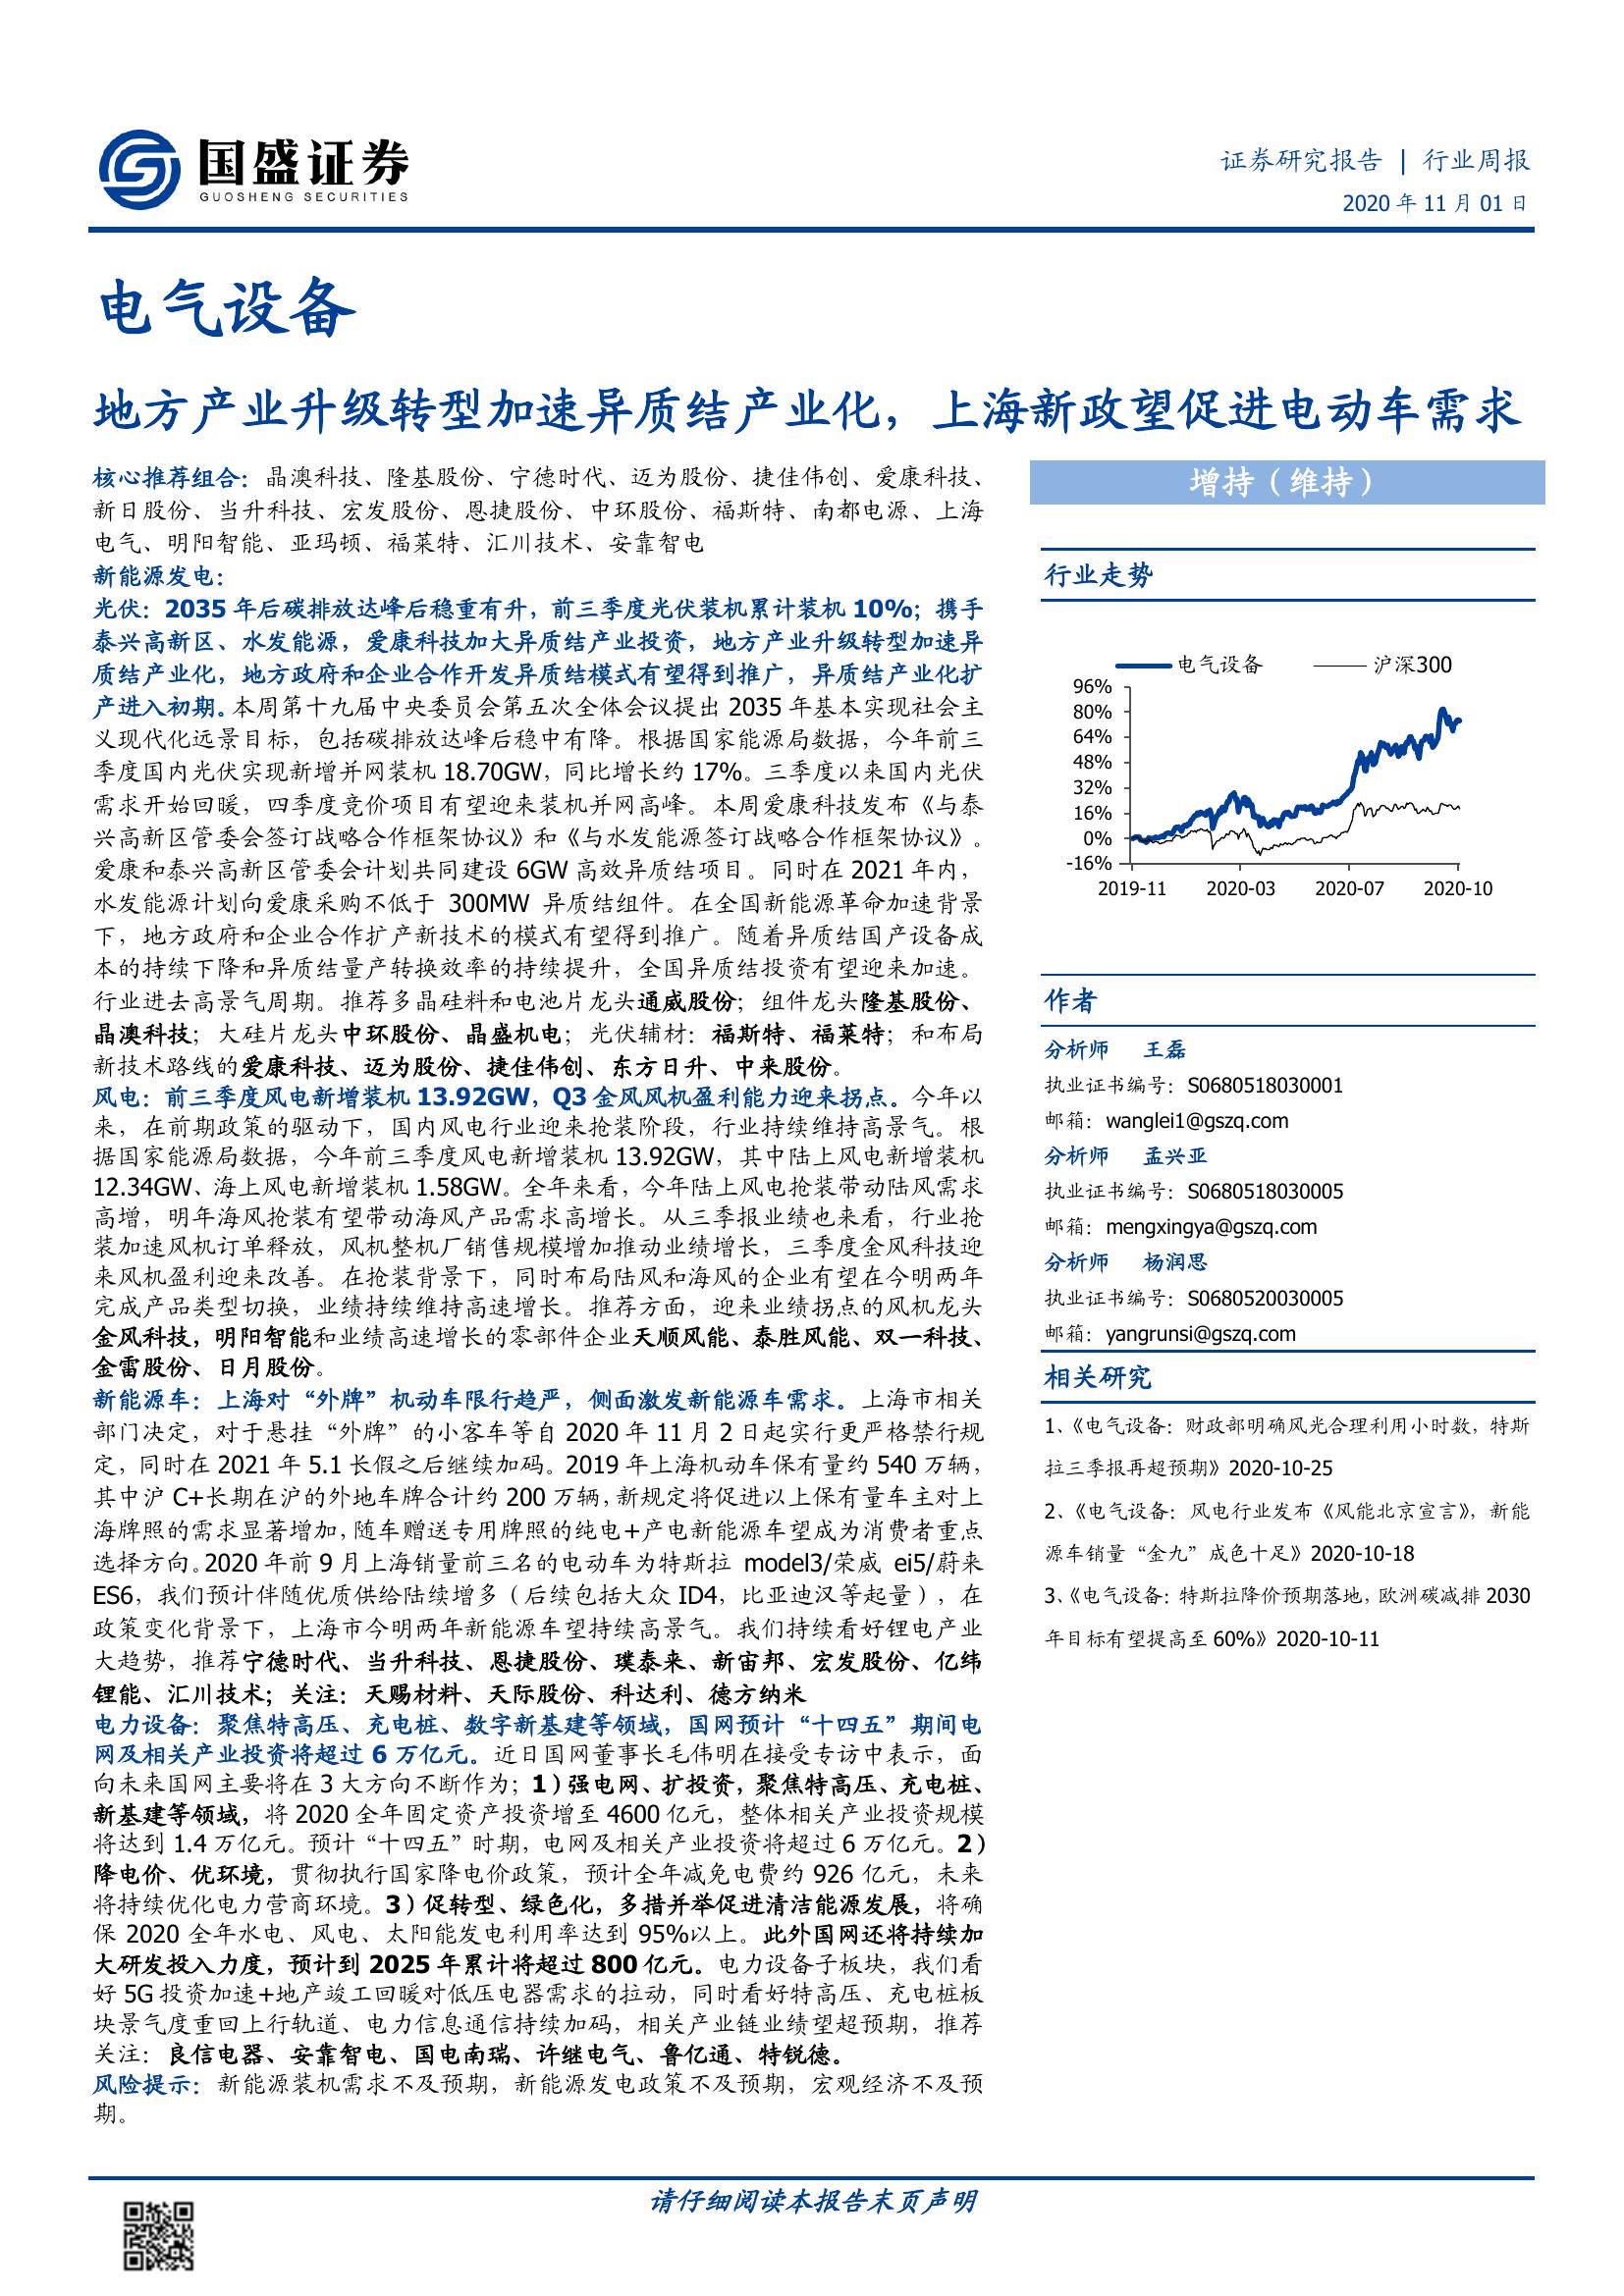 国盛证券
GUOSHENG SECURITIES
证券研究报告 | 行业周报
2020 年 11 月 01 日
电气设备
地方产业升级转型加速异质结产业化，上海新政望促进电动车需求
核心推荐组合：晶澳科技、隆基股份、宁德时代、迈为股份、捷佳伟创、爱康科技、
新日股份、当升科技、宏发股份、恩捷股份、中环股份、福斯特、南都电源、上海
电气、明阳智能、亚玛顿、福莱特、汇川技术、安靠智电
新能源发电：
光伏：2035 年后碳排放达峰后稳重有升，前三季度光伏装机累计装机 10%；携手
泰兴高新区、水发能源，爱康科技加大异质结产业投资，地方产业升级转型加速异
质结产业化，地方政府和企业合作开发异质结模式有望得到推广，异质结产业化扩
产进入初期。本周第十九届中央委员会第五次全体会议提出 2035 年基本实现社会主
义现代化远景目标，包括碳排放达峰后稳中有降。根据国家能源局数据，今年前三
季度国内光伏实现新增并网装机 18.70GW，同比增长约 17%。三季度以来国内光伏
需求开始回暖，四季度竞价项目有望迎来装机并网高峰。本周爱康科技发布《与泰
兴高新区管委会签订战略合作框架协议》和《与水发能源签订战略合作框架协议》。
爱康和泰兴高新区管委会计划共同建设 6GW 高效异质结项目。同时在 2021 年内，
水发能源计划向爱康采购不低于 300MW 异质结组件。在全国新能源革命加速背景
下，地方政府和企业合作扩产新技术的模式有望得到推广。随着异质结国产设备成
本的持续下降和异质结量产转换效率的持续提升，全国异质结投资有望迎来加速。
行业进去高景气周期。推荐多晶硅料和电池片龙头通威股份；组件龙头隆基股份、
晶澳科技；大硅片龙头中环股份、晶盛机电；光伏辅材：福斯特、福莱特；和布局
新技术路线的爱康科技、迈为股份、捷佳伟创、东方日升、中来股份。
风电：前三季度风电新增装机 13.92GW，Q3 金风风机盈利能力迎来拐点。今年以
来，在前期政策的驱动下，国内风电行业迎来抢装阶段，行业持续维持高景气。根
据国家能源局数据，今年前三季度风电新增装机 13.92GW，其中陆上风电新增装机
12.34GW、海上风电新增装机 1.58GW。全年来看，今年陆上风电抢装带动陆风需求
高增，明年海风抢装有望带动海风产品需求高增长。从三季报业绩也来看，行业抢
装加速风机订单释放，风机整机厂销售规模增加推动业绩增长，三季度金风科技迎
来风机盈利迎来改善。在抢装背景下，同时布局陆风和海风的企业有望在今明两年
完成产品类型切换，业绩持续维持高速增长。推荐方面，迎来业绩拐点的风机龙头
金风科技，明阳智能和业绩高速增长的零部件企业天顺风能、泰胜风能、双一科技、
金雷股份、日月股份。
新能源车：上海对“外牌”机动车限行趋严，侧面激发新能源车需求。上海市相关
部门决定，对于悬挂“外牌”的小客车等自 2020 年 11 月 2 日起实行更严格禁行规
定，同时在 2021 年 5.1 长假之后继续加码。2019 年上海机动车保有量约 540 万辆，
其中沪 C+长期在沪的外地车牌合计约 200 万辆，新规定将促进以上保有量车主对上
海牌照的需求显著增加，随车赠送专用牌照的纯电+产电新能源车望成为消费者重点
选择方向。2020 年前 9 月上海销量前三名的电动车为特斯拉 model3/荣威 ei5/蔚来
ES6，我们预计伴随优质供给陆续增多（后续包括大众 ID4，比亚迪汉等起量），在
政策变化背景下，上海市今明两年新能源车望持续高景气。我们持续看好锂电产业
大趋势，推荐宁德时代、当升科技、恩捷股份、璞泰来、新宙邦、宏发股份、亿纬
锂能、汇川技术；关注：天赐材料、天际股份、科达利、德方纳米
电力设备：聚焦特高压、充电桩、数字新基建等领域，国网预计“十四五”期间电
网及相关产业投资将超过 6 万亿元。近日国网董事长毛伟明在接受专访中表示，面
向未来国网主要将在 3 大方向不断作为；1）强电网、扩投资，聚焦特高压、充电桩、
新基建等领域，将 2020 全年固定资产投资增至 4600 亿元，整体相关产业投资规模
将达到 1.4 万亿元。预计“十四五”时期，电网及相关产业投资将超过 6 万亿元。2）
降电价、优环境，贯彻执行国家降电价政策，预计全年减免电费约 926 亿元，未来
将持续优化电力营商环境。3）促转型、绿色化，多措并举促进清洁能源发展，将确
保 2020 全年水电、风电、太阳能发电利用率达到 95%以上。此外国网还将持续加
大研发投入力度，预计到 2025 年累计将超过 800 亿元。电力设备子板块，我们看
好 5G 投资加速+地产竣工回暖对低压电器需求的拉动，同时看好特高压、充电桩板
块景气度重回上行轨道、电力信息通信持续加码，相关产业链业绩望超预期，推荐
关注：良信电器、安靠智电、国电南瑞、许继电气、鲁亿通、特锐德。
风险提示：新能源装机需求不及预期，新能源发电政策不及预期，宏观经济不及预
期。
增持（维持）
行业走势
电气设备 沪深300
96%
80%
64%
48%
32%
16%
0%
-16%
2019-11 2020-03 2020-07 2020-10
作者
分析师 王磊
执业证书编号：S0680518030001
邮箱：wanglei1@gszq.com
分析师 孟兴亚
执业证书编号：S0680518030005
邮箱：mengxingya@gszq.com
分析师 杨润思
执业证书编号：S0680520030005
邮箱：yangrunsi@gszq.com
相关研究
1、《电气设备：财政部明确风光合理利用小时数，特斯
拉三季报再超预期》2020-10-25
2、《电气设备：风电行业发布《风能北京宣言》，新能
源车销量“金九”成色十足》2020-10-18
3、《电气设备：特斯拉降价预期落地，欧洲碳减排 2030
年目标有望提高至 60%》2020-10-11
请仔细阅读本报告末页声明